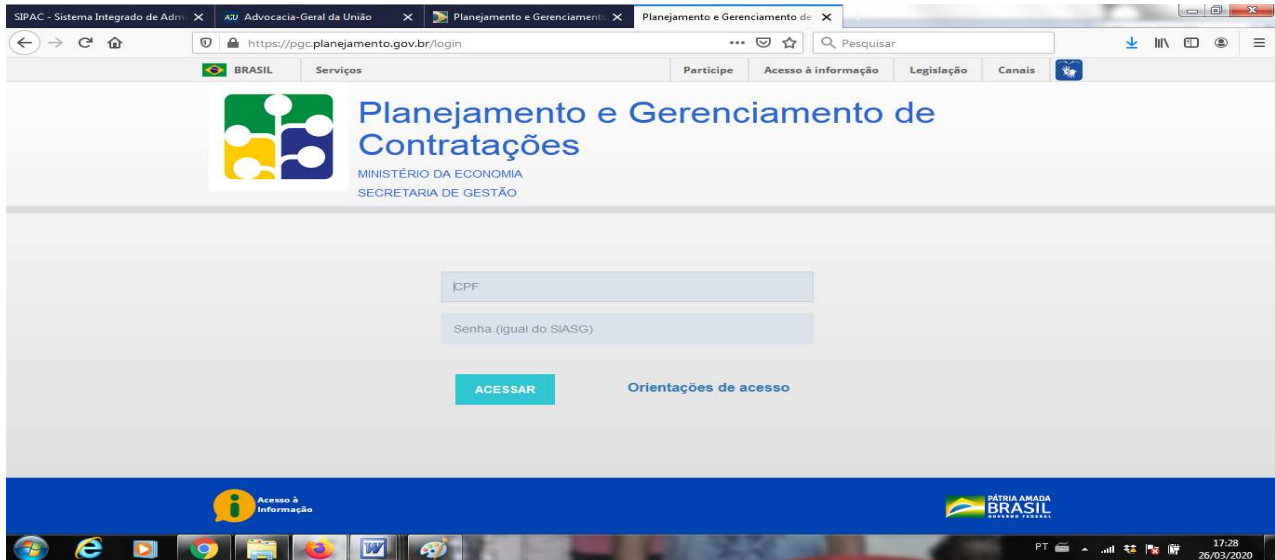 SIPAC - Sistema Integrado de Adm
AGU Advocacia-Geral da União
Planejamento e Gerenciament
Planejamento e Gerenciamento de
https://pgc.planejamento.gov.br/login
Pesquisar
BRASIL
Serviços
Participe
Acesso à informação
Legislação
Canais
Planejamento e Gerenciamento de
Contratações
MINISTÉRIO DA ECONOMIA
SECRETARIA DE GESTÃO
CPF
Senha (igual do SIASG)
ACESSAR
Orientações de acesso
Acesso à
Informação
PÁTRIA AMADA
BRASIL
GOVERNO FEDERAL
PT
17:28
26/03/2020